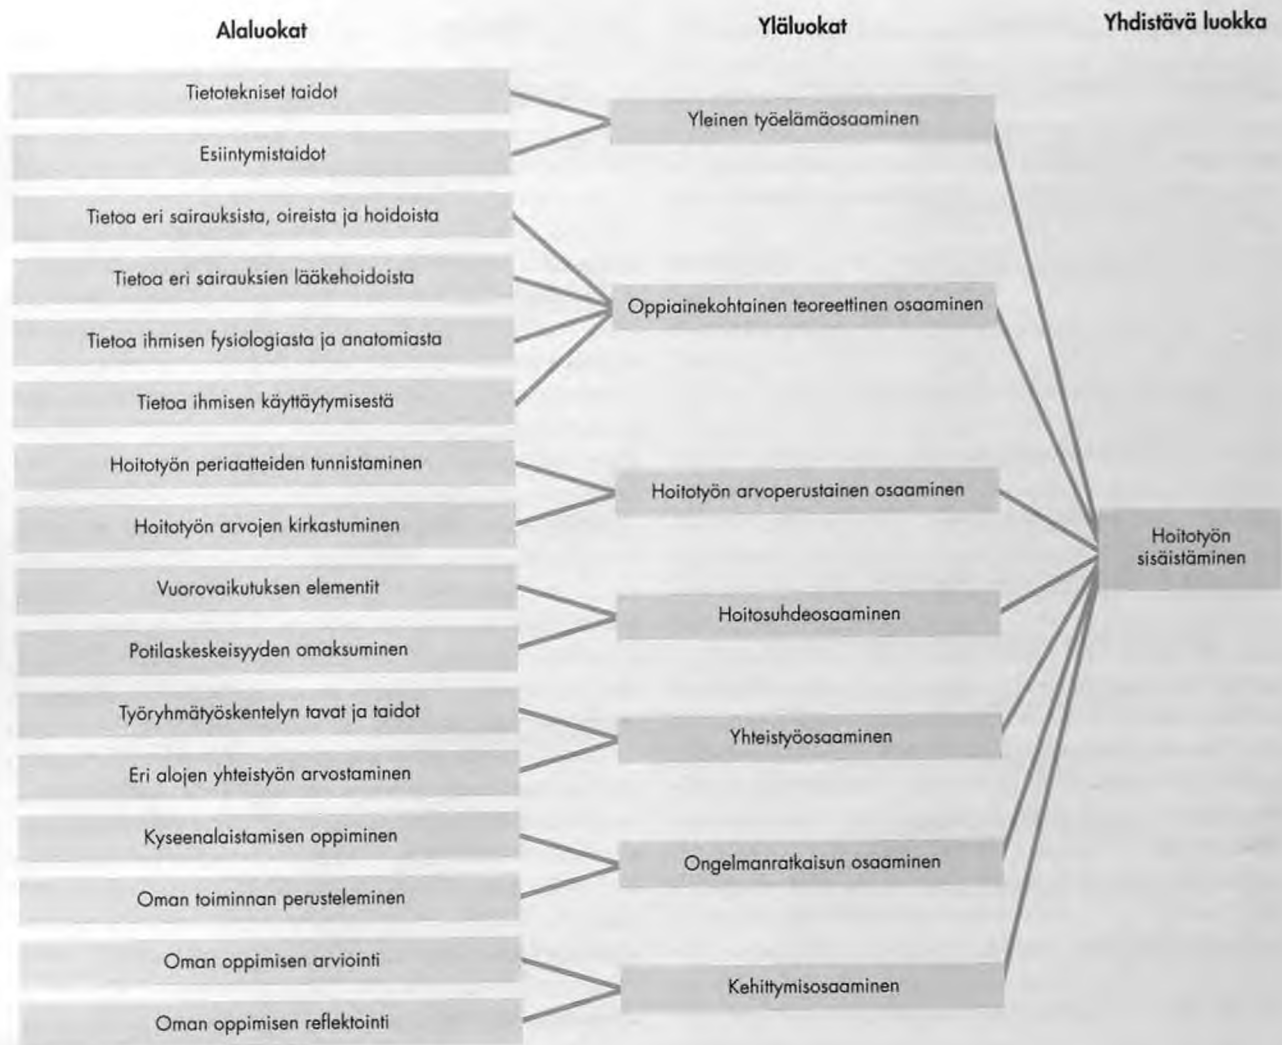 Alaluokat
Yläluokat
Yhdistävä luokka
Tietotekniset taidot
Esiintymistaidot
Tietoa eri sairauksista, oireista ja hoidoista
Tietoa eri sairauksien lääkehoidoista
Tietoa ihmisen fysiologiasta ja anatomiasta
Tietoa ihmisen käyttäytymisestä
Hoitotyön periaatteiden tunnistaminen
Hoitotyön arvojen kirkastuminen
Vuorovaikutuksen elementit
Potilaskeskeisyyden omaksuminen
Työryhmätyöskentelyn tavat ja taidot
Eri alojen yhteistyön arvostaminen
Kyseenalaistamisen oppiminen
Oman toiminnan perusteleminen
Oman oppimisen arviointi
Oman oppimisen reflektointi
Yleinen työelämäosaaminen
Oppiainekohtainen teoreettinen osaaminen
Hoitotyön arvoperustainen osaaminen
Hoitosuhdeosaaminen
Yhteistyöosaaminen
Ongelmanratkaisun osaaminen
Kehittymisosaaminen
Hoitotyön
sisäistäminen